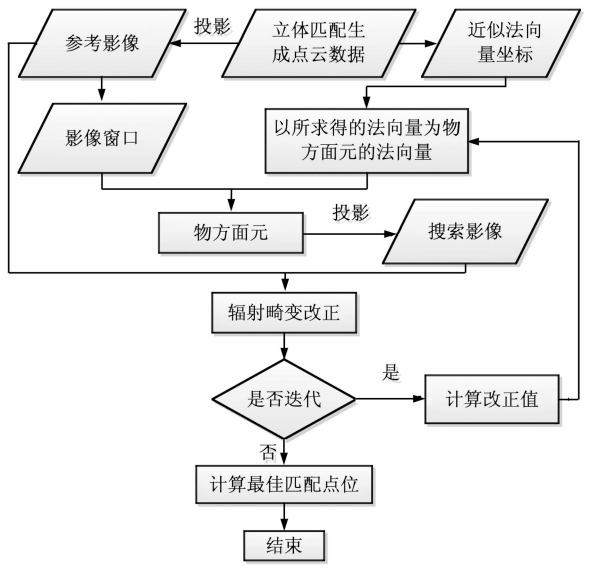 参考影像
投影
立体匹配生
成点云数据
近似法向
量坐标
影像窗口
以所求得的法向量为物
方面元的法向量
物方面元
投影
搜索影像
辐射畸变改正
是否迭代
是
计算改正值
否
计算最佳匹配点位
结束